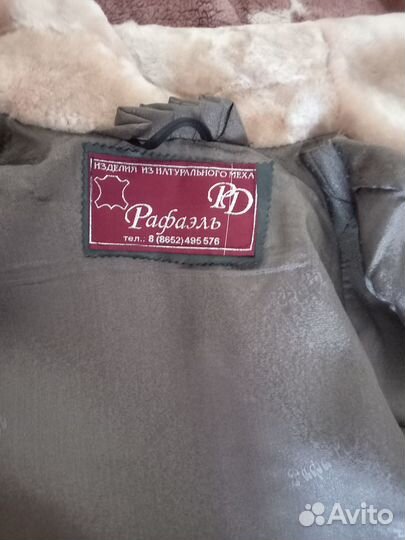 ИЗДЕЛИЯ ИЗ НАТУРАЛЬНОГО МЕХА
РД
Рафаэль
тел.: 8 (8652) 495 576
Avito